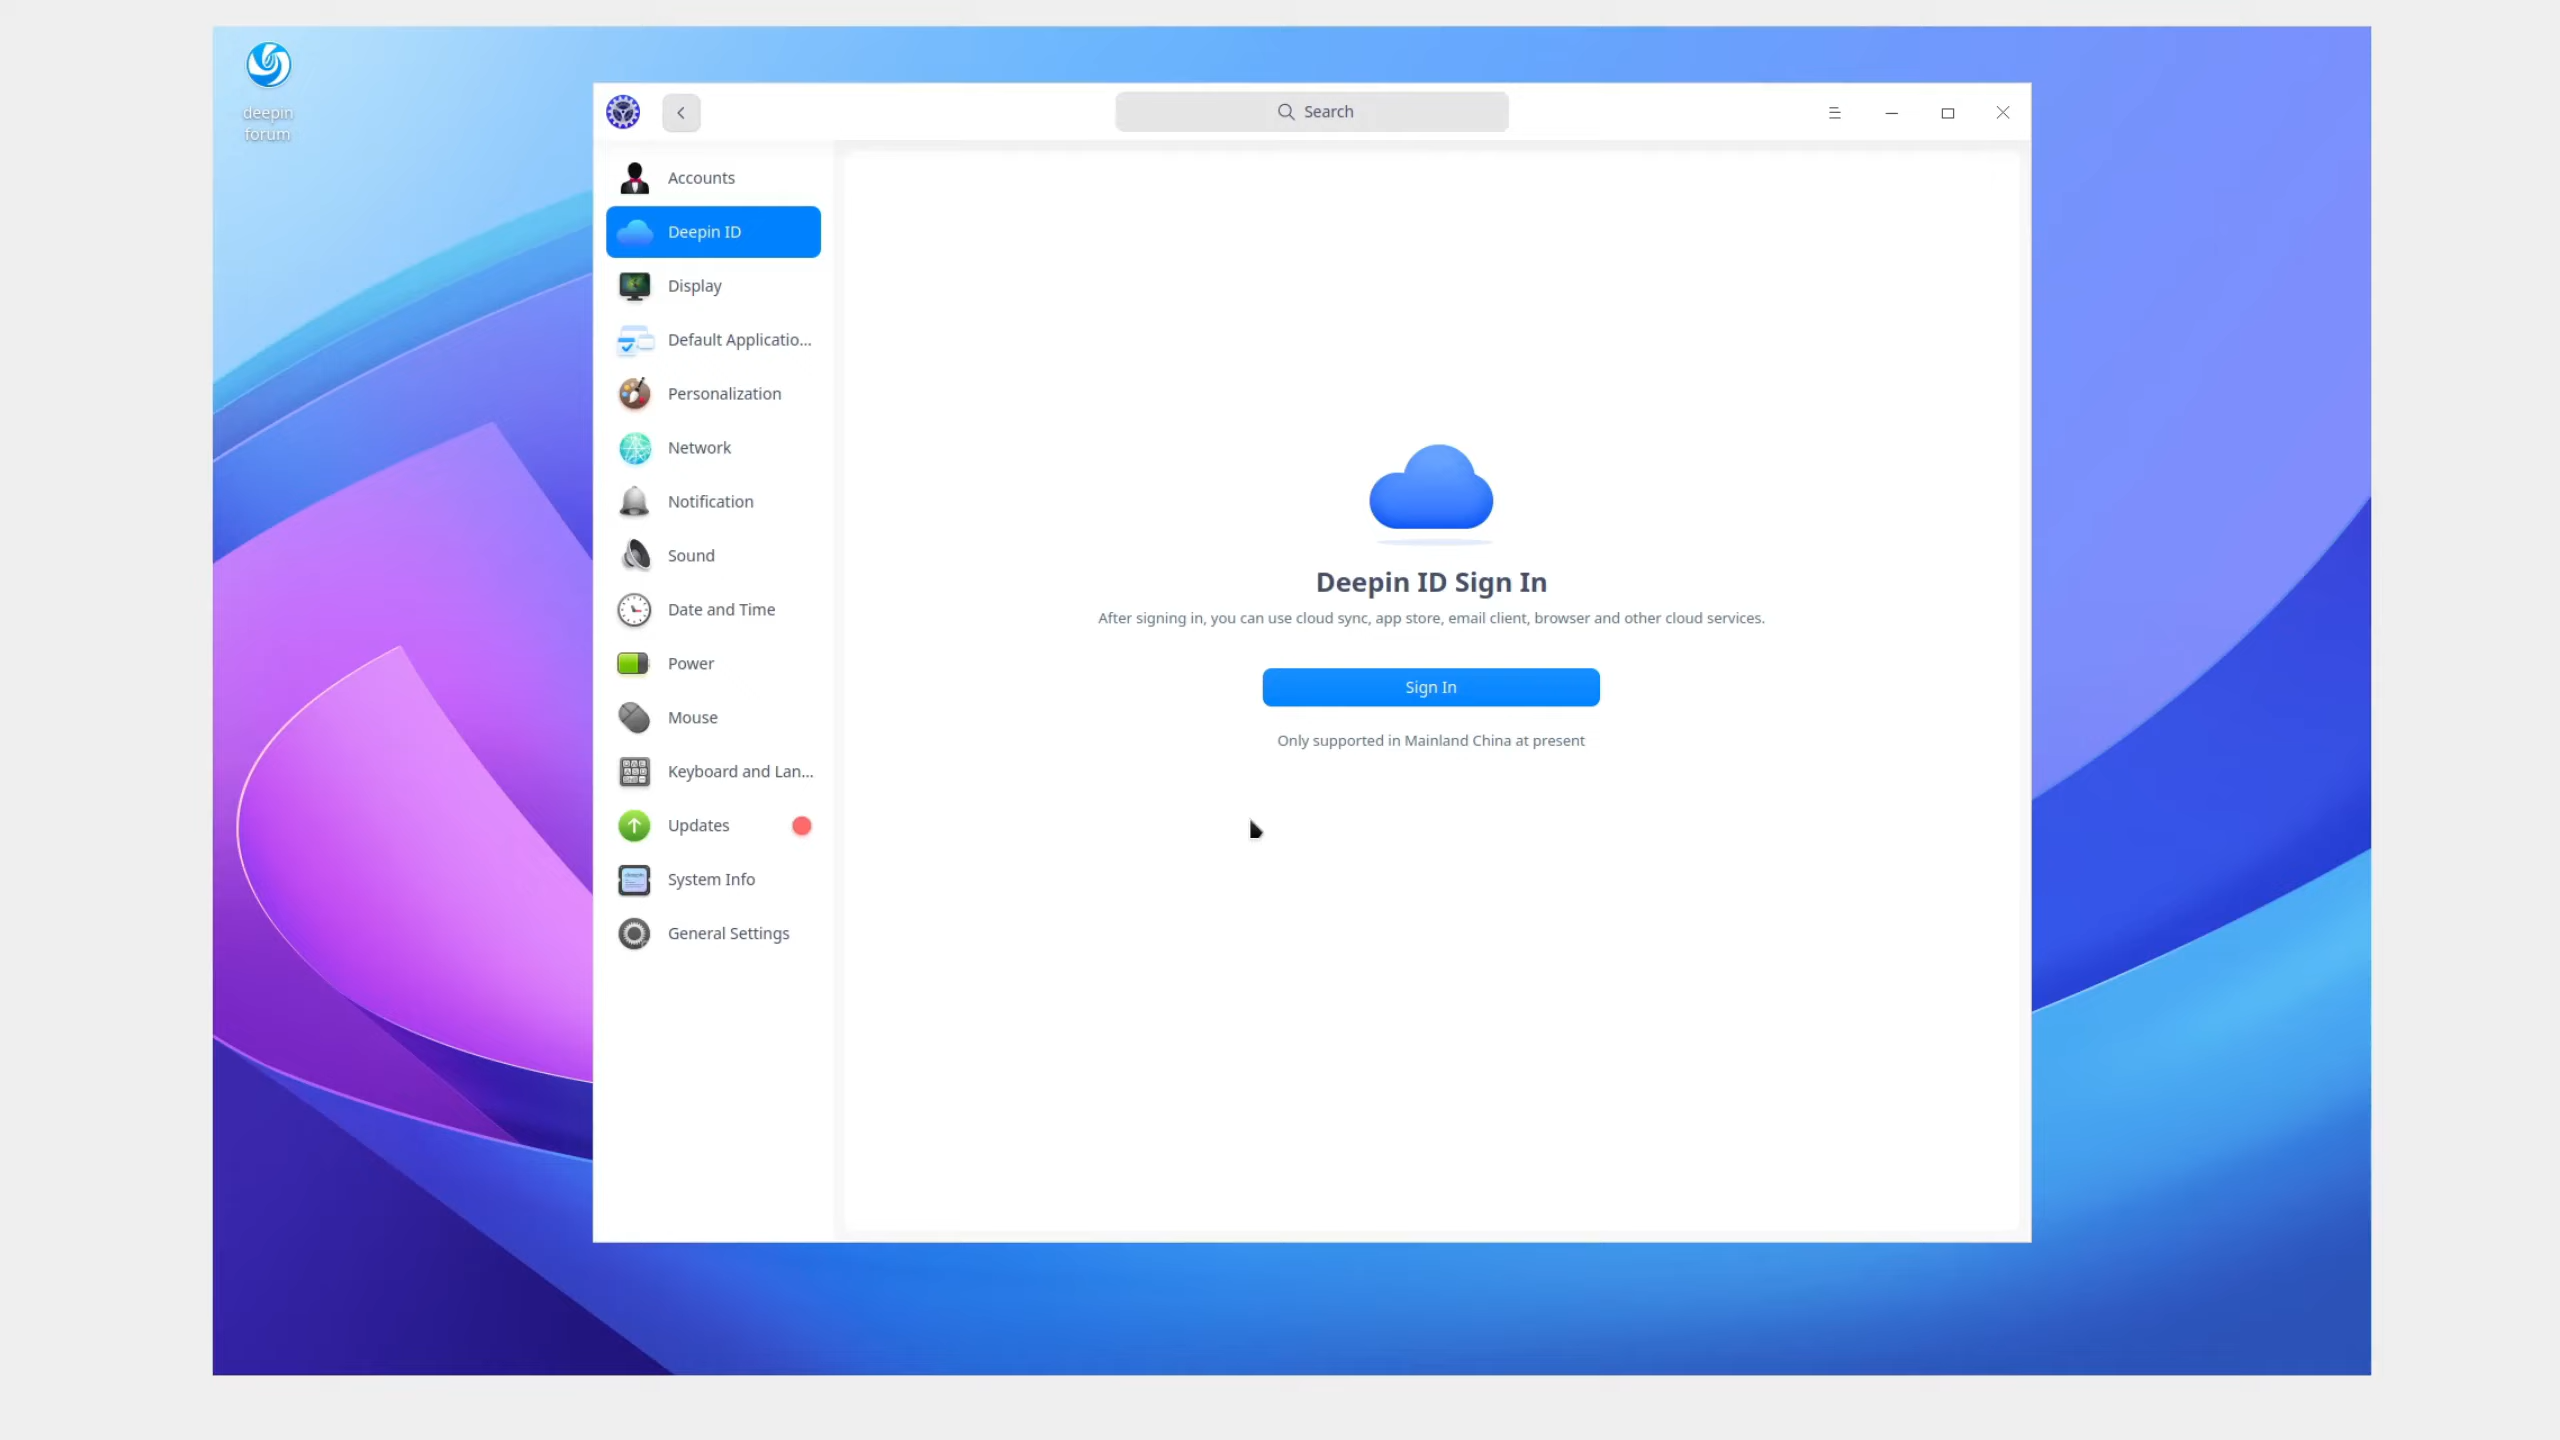 deepin
forum
Search
Accounts
Deepin ID
Display
Default Applicatio...
Personalization
Network
Notification
Sound
Date and Time
Power
Mouse
Keyboard and Lan...
Updates
System Info
General Settings
Deepin ID Sign In
After signing in, you can use cloud sync, app store, email client, browser and other cloud services.
Sign In
Only supported in Mainland China at present